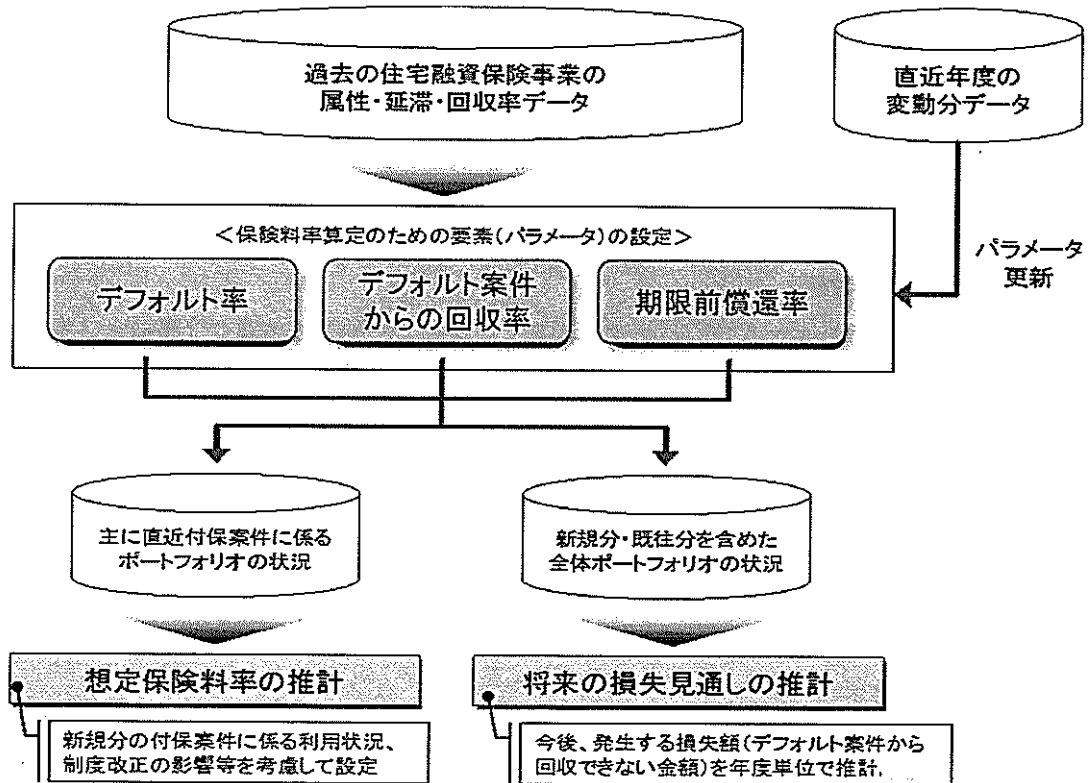 過去の住宅融資保険事業の
属性・延滞・回収率データ
直近年度の
変動分データ
＜保険料率算定のための要素(パラメータ)の設定＞
デフォルト率
デフォルト案件
からの回収率
期限前償還率
パラメータ
更新
主に直近付保案件に係る
ポートフォリオの状況
新規分・既往分を含めた
全体ポートフォリオの状況
想定保険料率の推計
将来の損失見通しの推計
新規分の付保案件に係る利用状況、
制度改正の影響等を考慮して設定
今後、発生する損失額(デフォルト案件から
回収できない金額)を年度単位で推計.